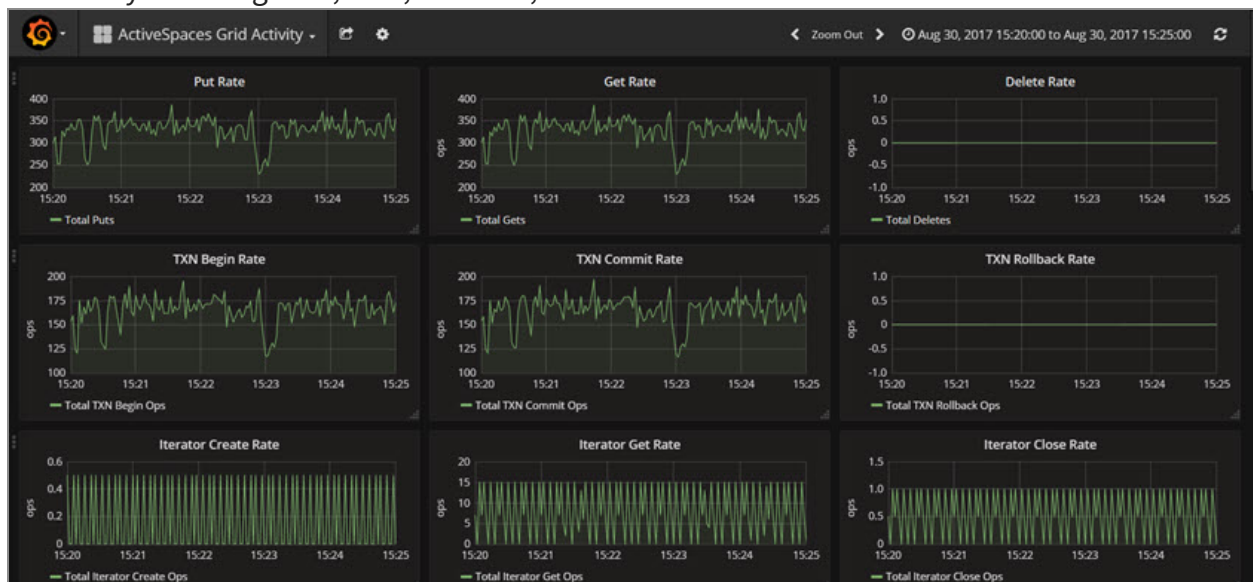 ActiveSpaces Grid Activity
Zoom Out
Aug 30, 2017 15:20:00 to Aug 30, 2017 15:25:00
Put Rate
400
350
300
250
200
15:20 15:21 15:22 15:23 15:24 15:25
Total Puts
Get Rate
ops
400
350
300
250
200
15:20 15:21 15:22 15:23 15:24 15:25
Total Gets
Delete Rate
ops
1.0
0.5
0
-0.5
-1.0
15:20 15:21 15:22 15:23 15:24 15:25
Total Deletes
TXN Begin Rate
ops
200
175
150
125
100
15:20 15:21 15:22 15:23 15:24 15:25
Total TXN Begin Ops
TXN Commit Rate
ops
200
175
150
125
100
15:20 15:21 15:22 15:23 15:24 15:25
Total TXN Commit Ops
TXN Rollback Rate
ops
1.0
0.5
0
-0.5
-1.0
15:20 15:21 15:22 15:23 15:24 15:25
Total TXN Rollback Ops
Iterator Create Rate
ops
0.6
0.4
0.2
0
15:20 15:21 15:22 15:23 15:24 15:25
Total Iterator Create Ops
Iterator Get Rate
ops
20
15
10
5
0
15:20 15:21 15:22 15:23 15:24 15:25
Total Iterator Get Ops
Iterator Close Rate
ops
1.5
1.0
0.5
0
15:20 15:21 15:22 15:23 15:24 15:25
Total Iterator Close Ops